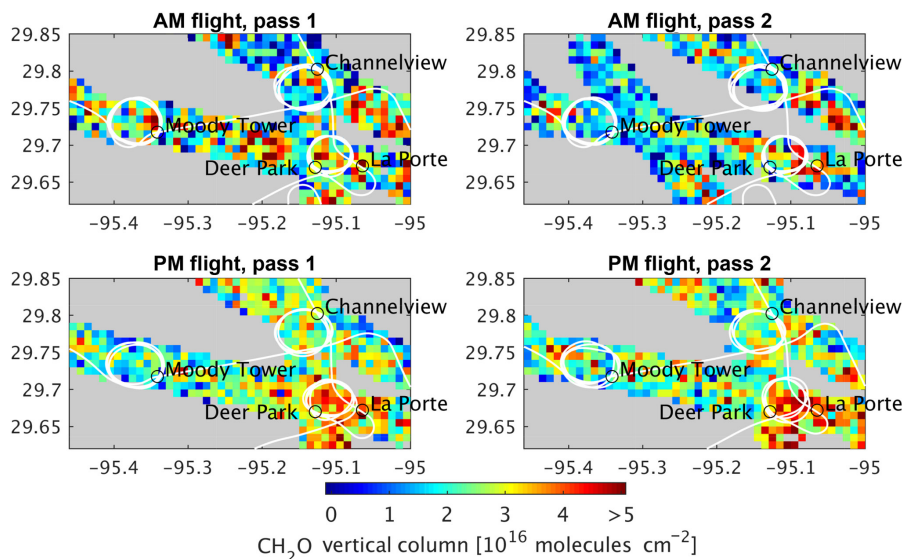 AM flight, pass 1
AM flight, pass 2
29.85
29.8
29.75
29.7
29.65
Channelview
Moody Tower
Deer Park
La Porte
−95.4
−95.3
−95.2
−95.1
−95
29.85
29.8
29.75
29.7
29.65
Channelview
Moody Tower
Deer Park
La Porte
−95.4
−95.3
−95.2
−95.1
−95
PM flight, pass 1
PM flight, pass 2
29.85
29.8
29.75
29.7
29.65
Channelview
Moody Tower
Deer Park
La Porte
−95.4
−95.3
−95.2
−95.1
−95
29.85
29.8
29.75
29.7
29.65
Channelview
Moody Tower
Deer Park
La Porte
−95.4
−95.3
−95.2
−95.1
−95
0 1 2 3 4 >5
CH₂O vertical column [10¹⁶ molecules cm⁻²]